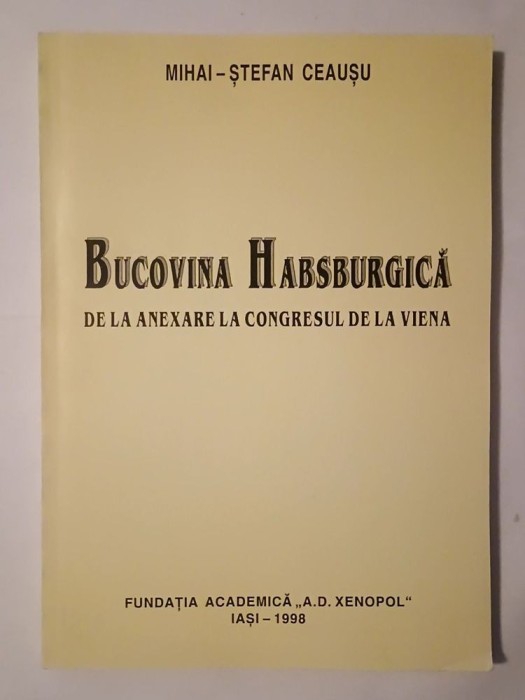 MIHAI – ȘTEFAN CEAUȘU
BUCOVINA HABSBURGICĂ
DE LA ANEXARE LA CONGRESUL DE LA VIENA
FUNDAȚIA ACADEMICĂ „A.D. XENOPOL“
IAȘI – 1998